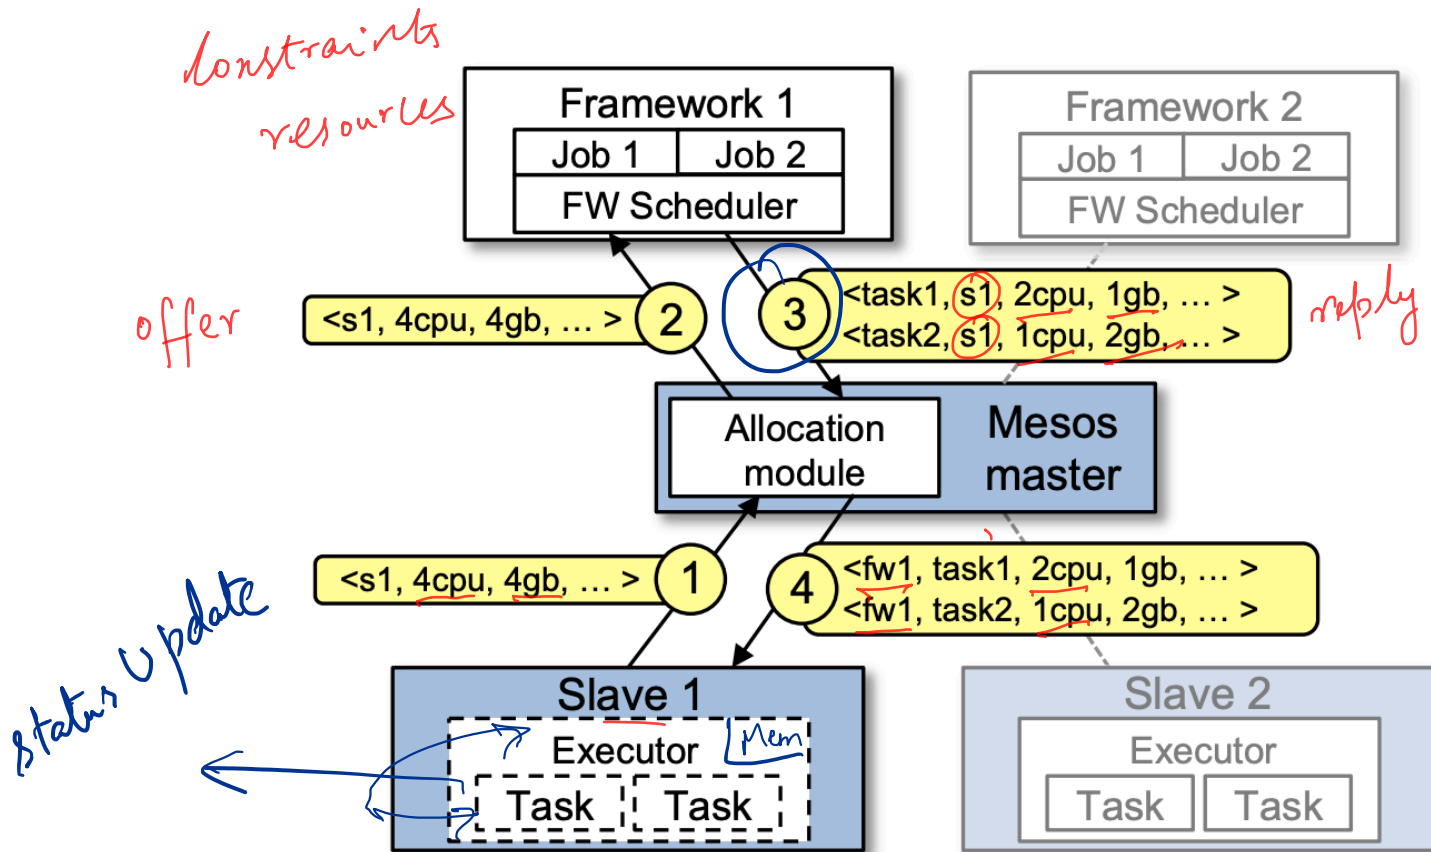 constraints
resources
Framework 1
Job 1 Job 2
FW Scheduler
Framework 2
Job 1 Job 2
FW Scheduler
offer
<s1, 4cpu, 4gb, … >
2
3
<task1, s1, 2cpu, 1gb, … >
<task2, s1, 1cpu, 2gb, … >
reply
Allocation
module
Mesos
master
<s1, 4cpu, 4gb, … >
1
4
<fw1, task1, 2cpu, 1gb, … >
<fw1, task2, 1cpu, 2gb, … >
status update
Slave 1
Executor
Mem
Task Task
Slave 2
Executor
Task Task